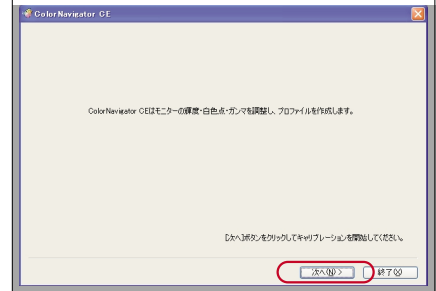 ColorNavigator CE
ColorNavigator CEはモニターの輝度・白色点・ガンマを調整し、プロファイルを作成します。
[次へ]ボタンをクリックしてキャリブレーションを開始してください。
次へ(N) >
終了(X)